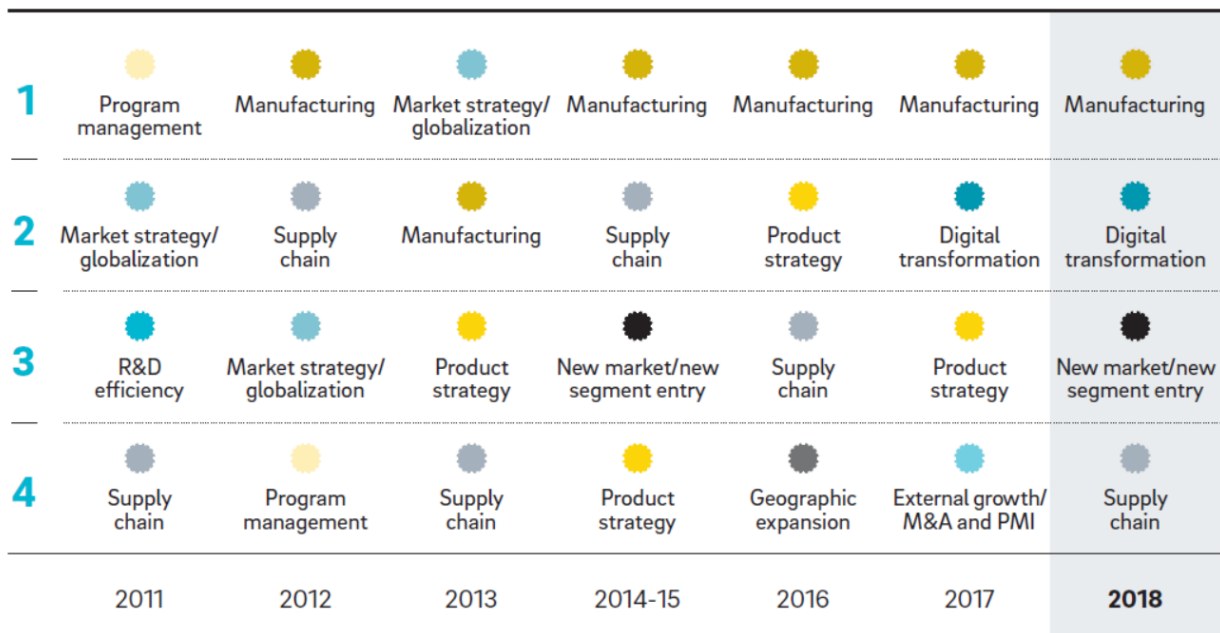 1
Program
management
Manufacturing
Market strategy/
globalization
Manufacturing
Manufacturing
Manufacturing
Manufacturing
2
Market strategy/
globalization
Supply
chain
Manufacturing
Supply
chain
Product
strategy
Digital
transformation
Digital
transformation
3
R&D
efficiency
Market strategy/
globalization
Product
strategy
New market/new
segment entry
Supply
chain
Product
strategy
New market/new
segment entry
4
Supply
chain
Program
management
Supply
chain
Product
strategy
Geographic
expansion
External growth/
M&A and PMI
Supply
chain
2011 2012 2013 2014-15 2016 2017 2018